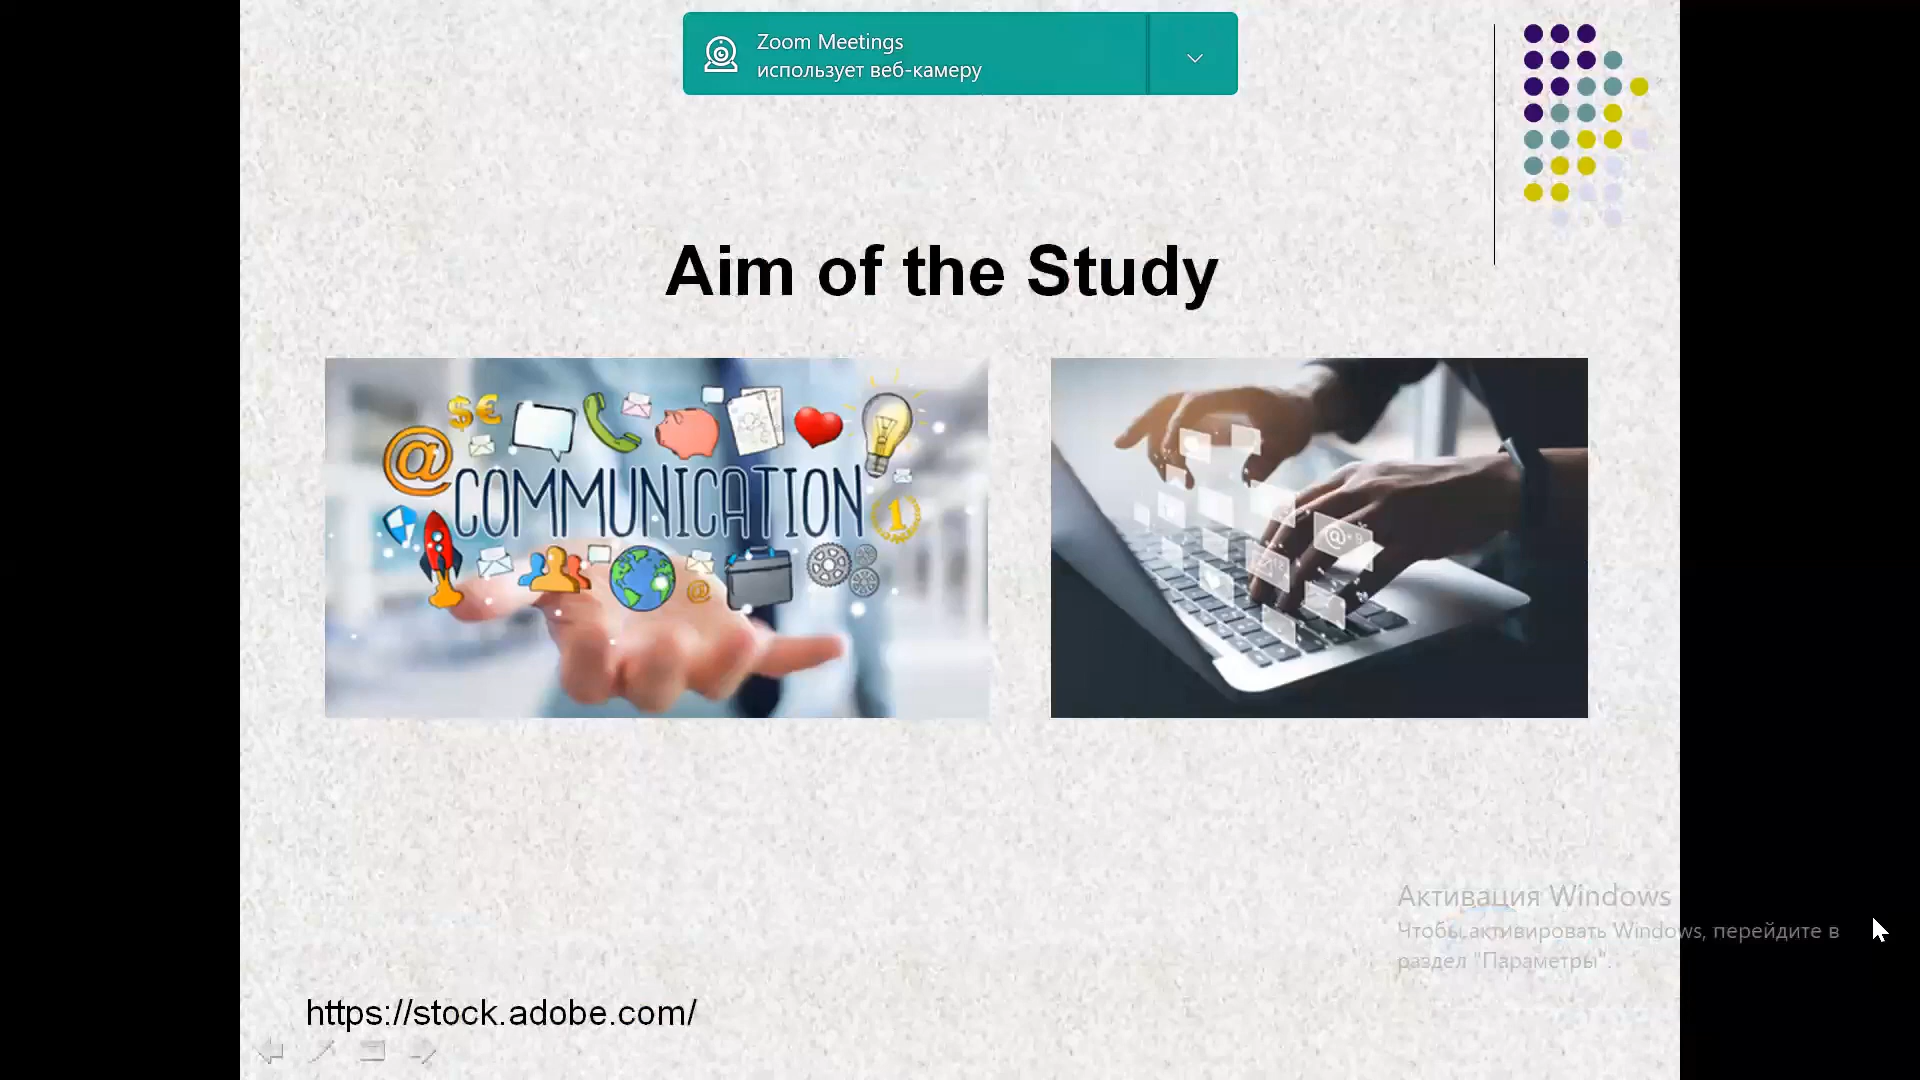 Zoom Meetings
использует веб-камеру
Aim of the Study
$€
@COMMUNICATION
1
@
@
Активация Windows
Чтобы активировать Windows, перейдите в
раздел "Параметры".
https://stock.adobe.com/